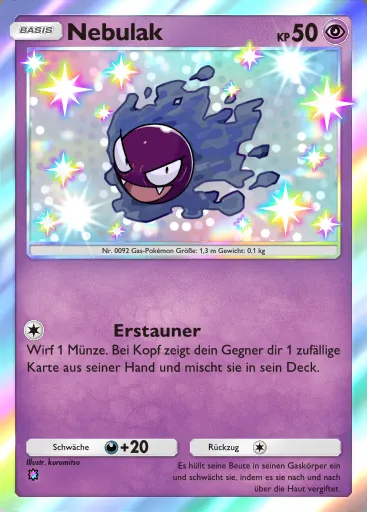 BASIS
Nebulak
KP 50
Nr. 0092 Gas-Pokémon Größe: 1,3 m Gewicht: 0,1 kg
Erstauner
Wirf 1 Münze. Bei Kopf zeigt dein Gegner dir 1 zufällige
Karte aus seiner Hand und mischt sie in sein Deck.
Schwäche +20
Rückzug
Illustr. kurumitsu
Es hüllt seine Beute in seinen Gaskörper ein
und schwächt sie, indem es sie nach und nach
über die Haut vergiftet.